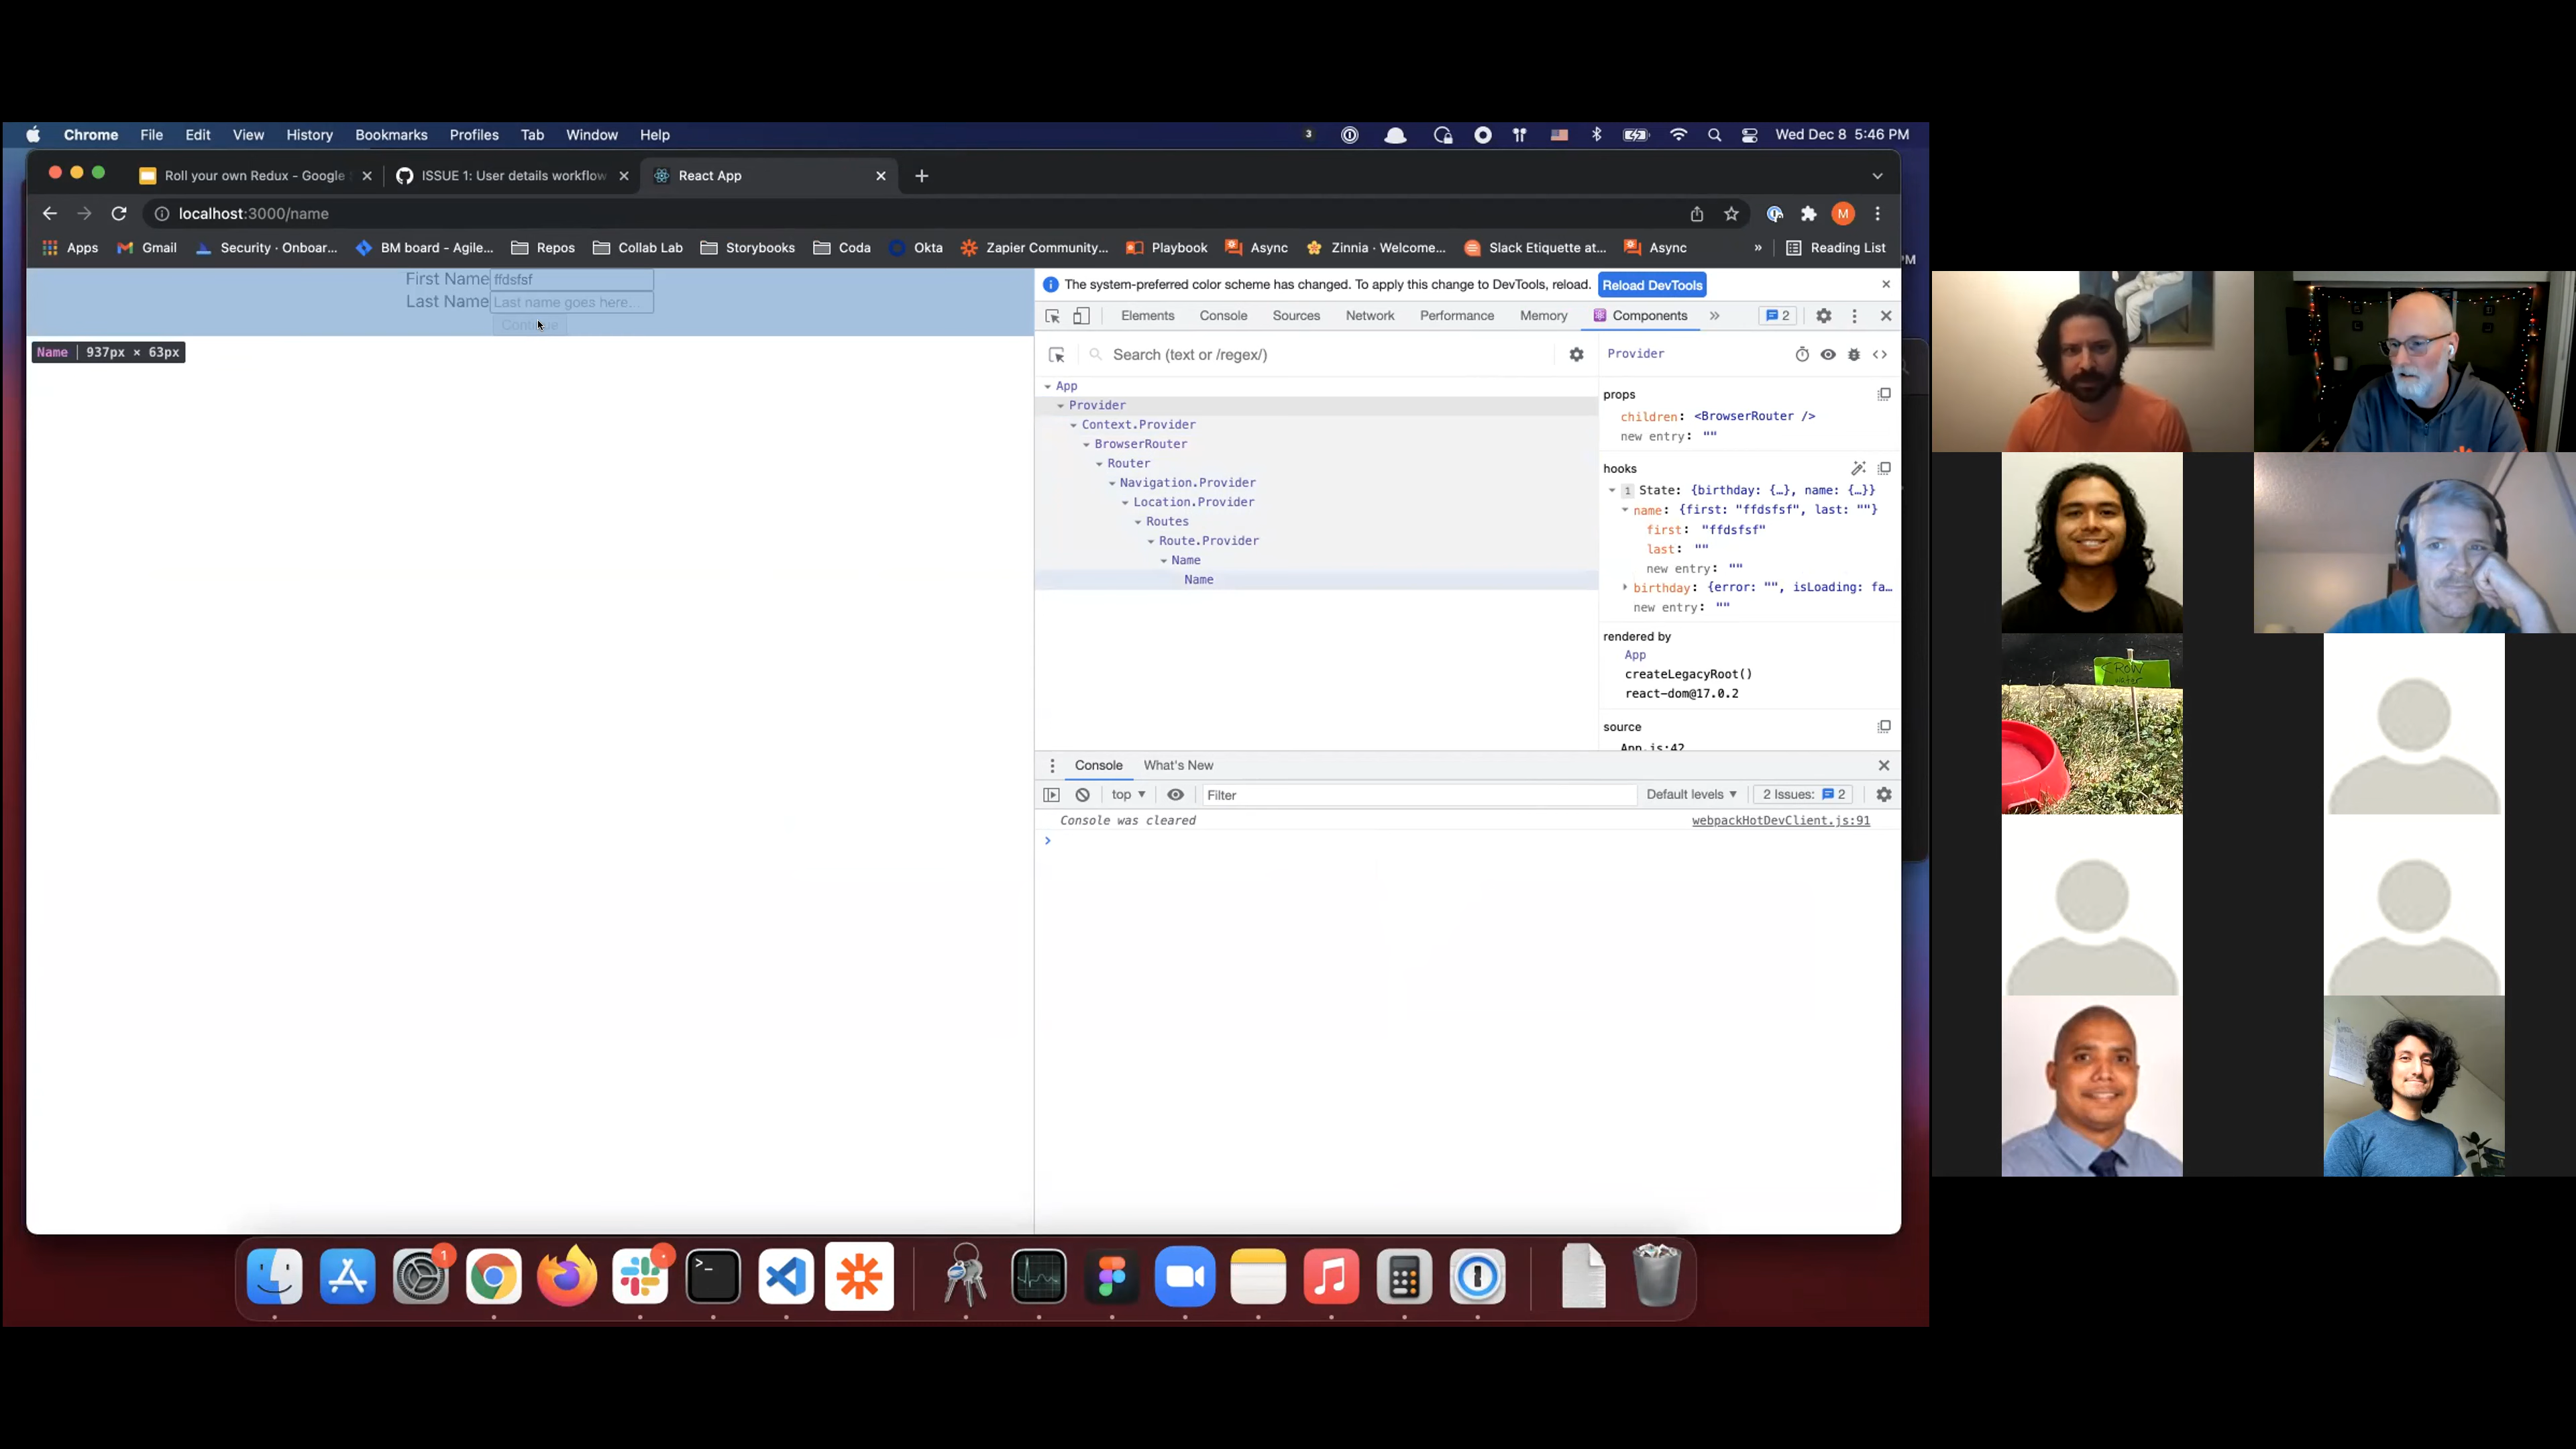 Chrome File Edit View History Bookmarks Profiles Tab Window Help 3 Wed Dec 8 5:46 PM
Roll your own Redux - Google ISSUE 1: User details workflow React App
localhost:3000/name M
Apps Gmail Security · Onboar... BM board - Agile... Repos Collab Lab Storybooks Coda Okta Zapier Community... Playbook Async Zinnia · Welcome... Slack Etiquette at... Async » Reading List
First Name ffdsfsf
Last Name Last name goes here...
Continue
Name 937px × 63px
The system-preferred color scheme has changed. To apply this change to DevTools, reload. Reload DevTools
Elements Console Sources Network Performance Memory Components » 2
Search (text or /regex/)
App
Provider
Context.Provider
BrowserRouter
Router
Navigation.Provider
Location.Provider
Routes
Route.Provider
Name
Name
Provider
props
children: <BrowserRouter />
new entry: ""
hooks
1 State: {birthday: {…}, name: {…}}
name: {first: "ffdsfsf", last: ""}
first: "ffdsfsf"
last: ""
new entry: ""
birthday: {error: "", isLoading: fa…
new entry: ""
rendered by
App
createLegacyRoot()
react-dom@17.0.2
source
App.js:42
Console What's New
top Filter Default levels 2 Issues: 2
Console was cleared webpackHotDevClient.js:91
PM
CROW
1